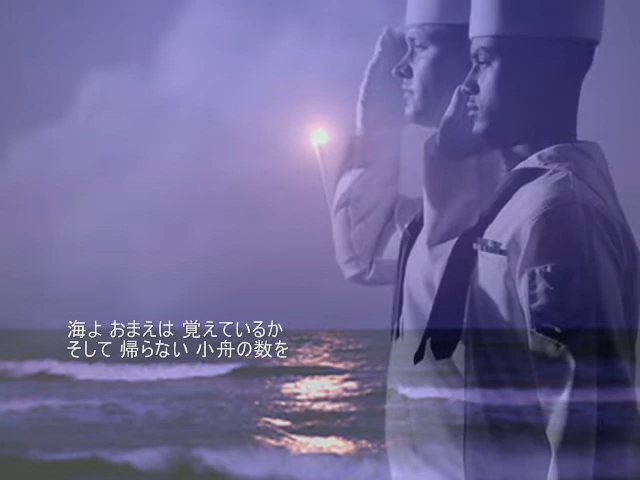 海よ おまえは 覚えているか
そして 帰らない 小舟の数を